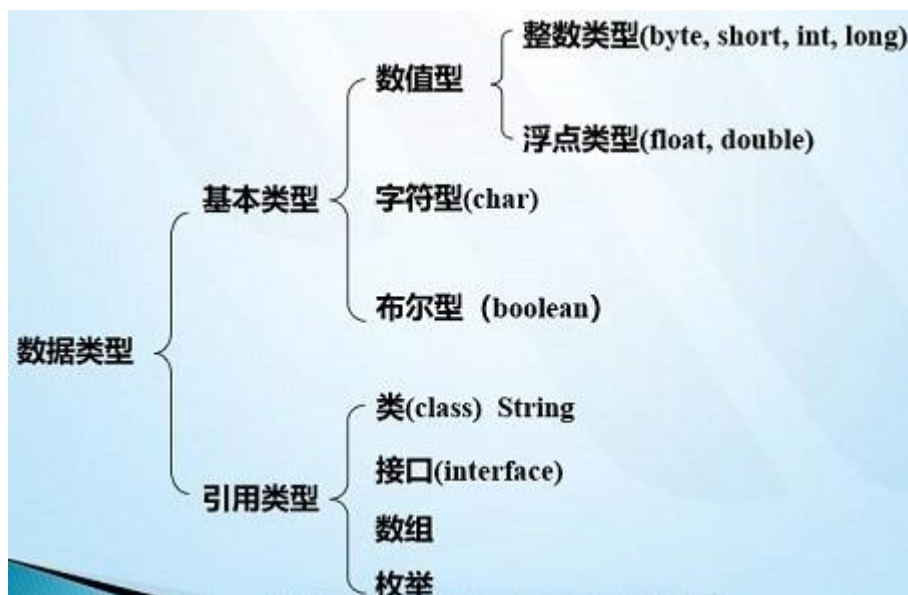 整数类型(byte, short, int, long)
数值型
浮点类型(float, double)
基本类型
字符型(char)
布尔型（boolean）
数据类型
类(class) String
接口(interface)
引用类型
数组
枚举